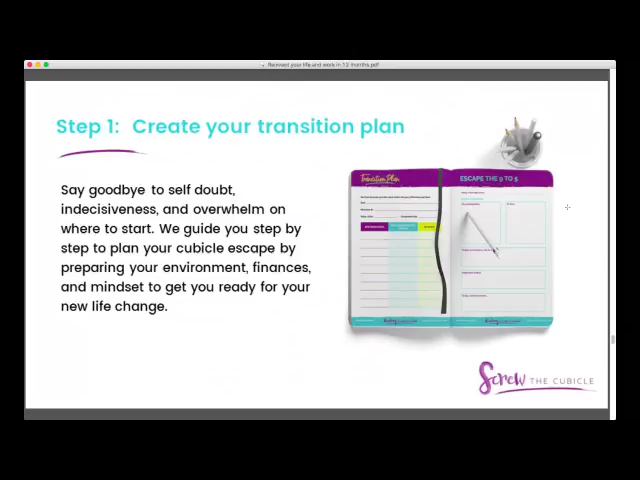 Reinvent your life and work in 12 months.pdf
Step 1: Create your transition plan
Say goodbye to self doubt,
indecisiveness, and overwhelm on
where to start. We guide you step by
step to plan your cubicle escape by
preparing your environment, finances,
and mindset to get you ready for your
new life change.
Transition Plan
ESCAPE THE 9 TO 5
Screw THE CUBICLE